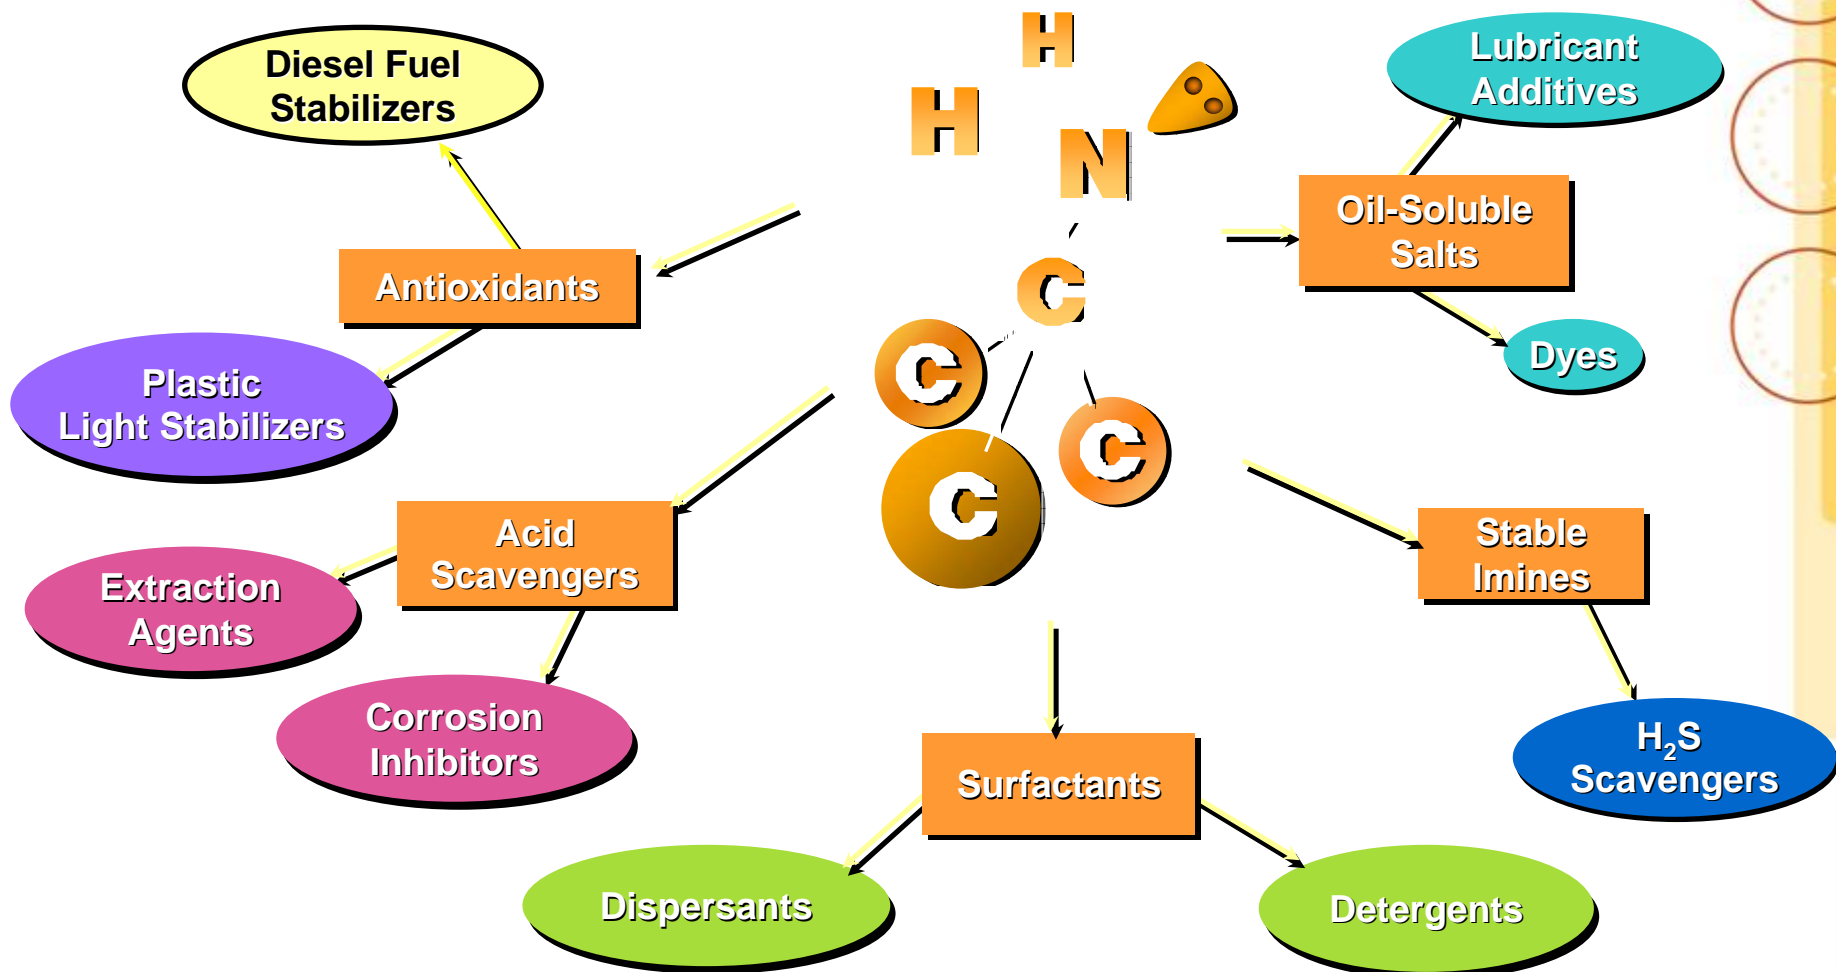 Diesel Fuel
Stabilizers
H
H
N
C
C
C
C
Lubricant
Additives
Oil-Soluble
Salts
Dyes
Antioxidants
Plastic
Light Stabilizers
Acid
Scavengers
Extraction
Agents
Corrosion
Inhibitors
Stable
Imines
H₂S
Scavengers
Surfactants
Dispersants
Detergents